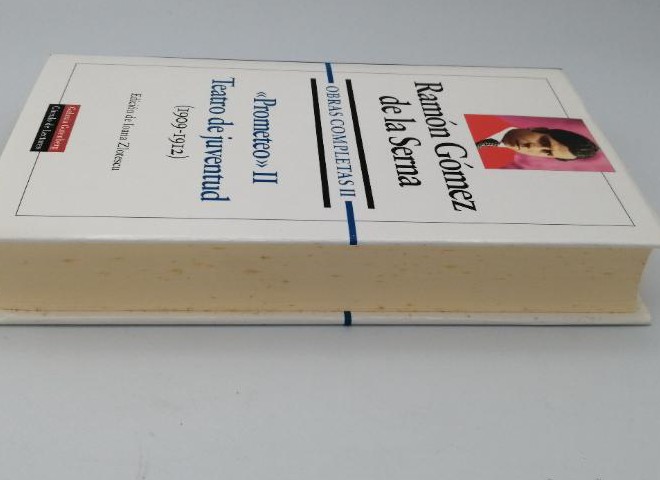 Ramón Gómez
de la Serna
OBRAS COMPLETAS II
«Prometeo» II
Teatro de juventud
(1909-1912)
Edición de Ioana Zlotescu
Galaxia Gutenberg
Círculo de Lectores